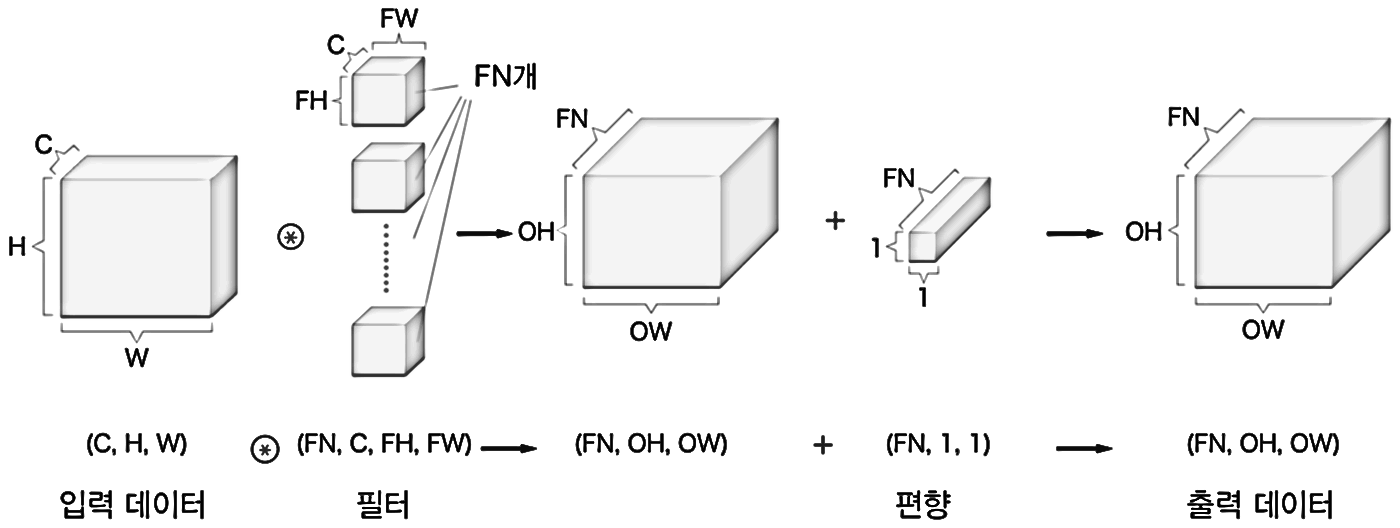 FW
C
FH
FN개
C
H
W
⊛
FN
OH
OW
+
FN
1
1
FN
OH
OW
(C, H, W) ⊛ (FN, C, FH, FW) → (FN, OH, OW) + (FN, 1, 1) → (FN, OH, OW)
입력 데이터 필터 편향 출력 데이터